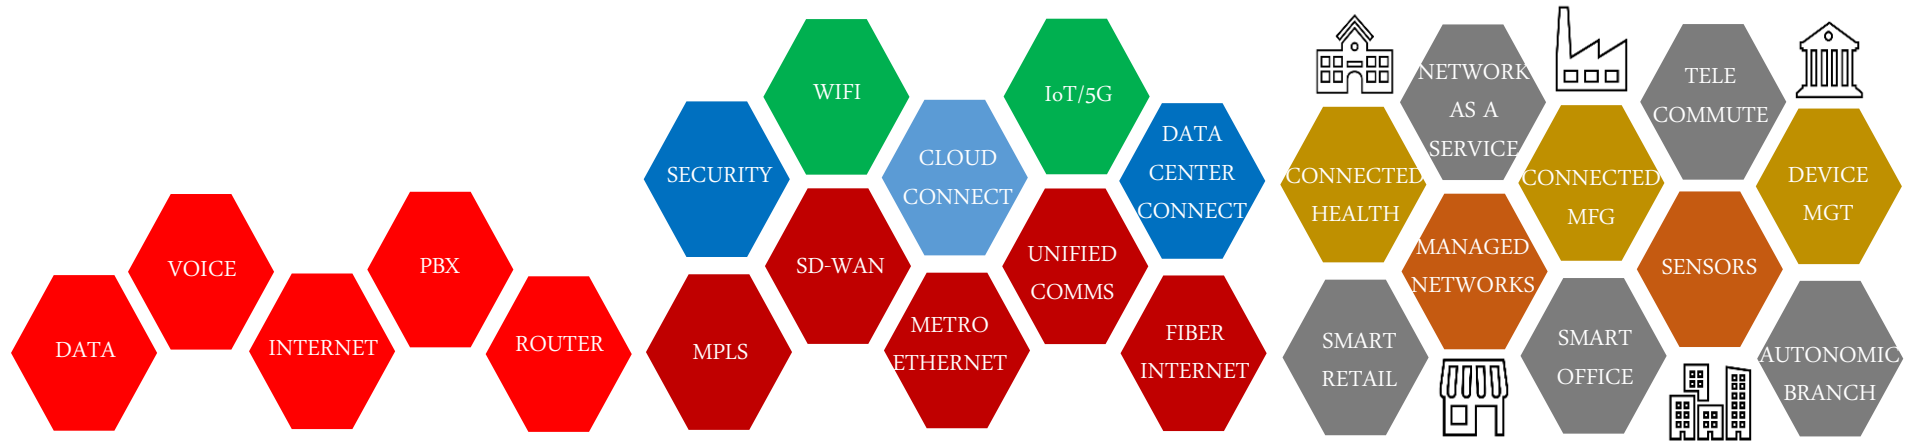 DATA
VOICE
INTERNET
PBX
ROUTER
SECURITY
WIFI
CLOUD
CONNECT
IoT/5G
DATA
CENTER
CONNECT
MPLS
SD-WAN
METRO
ETHERNET
UNIFIED
COMMS
FIBER
INTERNET
CONNECTED
HEALTH
NETWORK
AS A
SERVICE
CONNECTED
MFG
TELE
COMMUTE
DEVICE
MGT
SMART
RETAIL
MANAGED
NETWORKS
SMART
OFFICE
SENSORS
AUTONOMIC
BRANCH